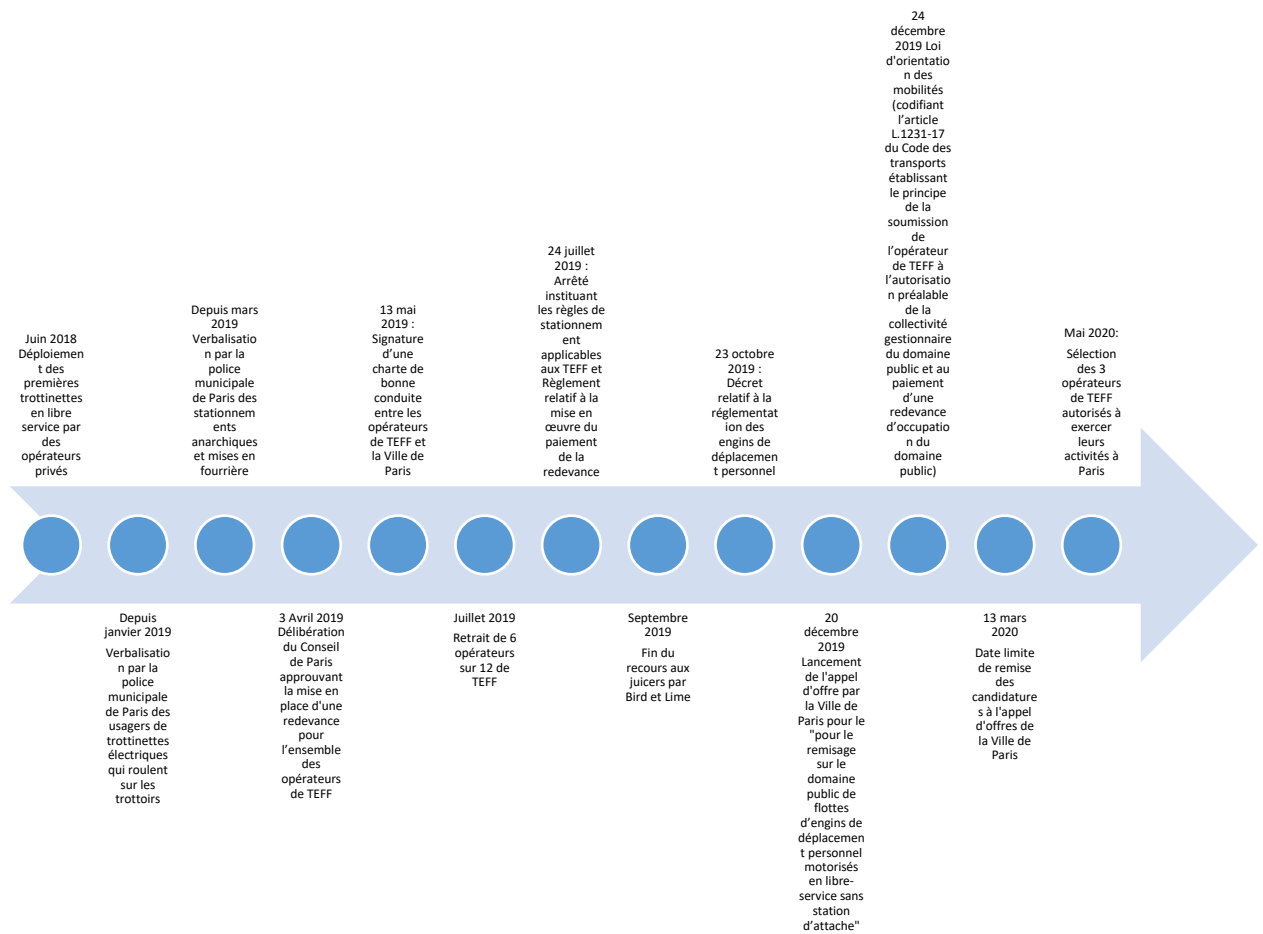 Juin 2018
Déploiemen
t des
premières
trottinettes
en libre
service par
des
opérateurs
privés
Depuis
janvier 2019
Verbalisatio
n par la
police
municipale
de Paris des
usagers de
trottinettes
électriques
qui roulent
sur les
trottoirs
Depuis mars
2019
Verbalisatio
n par la
police
municipale
de Paris des
stationnem
ents
anarchiques
et mises en
fourrière
3 Avril 2019
Délibération
du Conseil
de Paris
approuvant
la mise en
place d'une
redevance
pour
l’ensemble
des
opérateurs
de TEFF
13 mai
2019 :
Signature
d’une
charte de
bonne
conduite
entre les
opérateurs
de TEFF et
la Ville de
Paris
Juillet 2019
Retrait de 6
opérateurs
sur 12 de
TEFF
24 juillet
2019 :
Arrêté
instituant
les règles de
stationnem
ent
applicables
aux TEFF et
Règlement
relatif à la
mise en
œuvre du
paiement
de la
redevance
Septembre
2019
Fin du
recours aux
juicers par
Bird et Lime
23 octobre
2019 :
Décret
relatif à la
réglementat
ion des
engins de
déplacemen
t personnel
20
décembre
2019
Lancement
de l'appel
d'offre par
la Ville de
Paris pour le
"pour le
remisage
sur le
domaine
public de
flottes
d’engins de
déplacemen
t personnel
motorisés
en libre-
service sans
station
d’attache"
24
décembre
2019 Loi
d'orientatio
n des
mobilités
(codifiant
l’article
L.1231-17
du Code des
transports
établissant
le principe
de la
soumission
de
l’opérateur
de TEFF à
l’autorisatio
n préalable
de la
collectivité
gestionnaire
du domaine
public et au
paiement
d’une
redevance
d’occupatio
n du
domaine
public)
13 mars
2020
Date limite
de remise
des
candidature
s à l'appel
d'offres de
la Ville de
Paris
Mai 2020:
Sélection
des 3
opérateurs
de TEFF
autorisés à
exercer
leurs
activités à
Paris